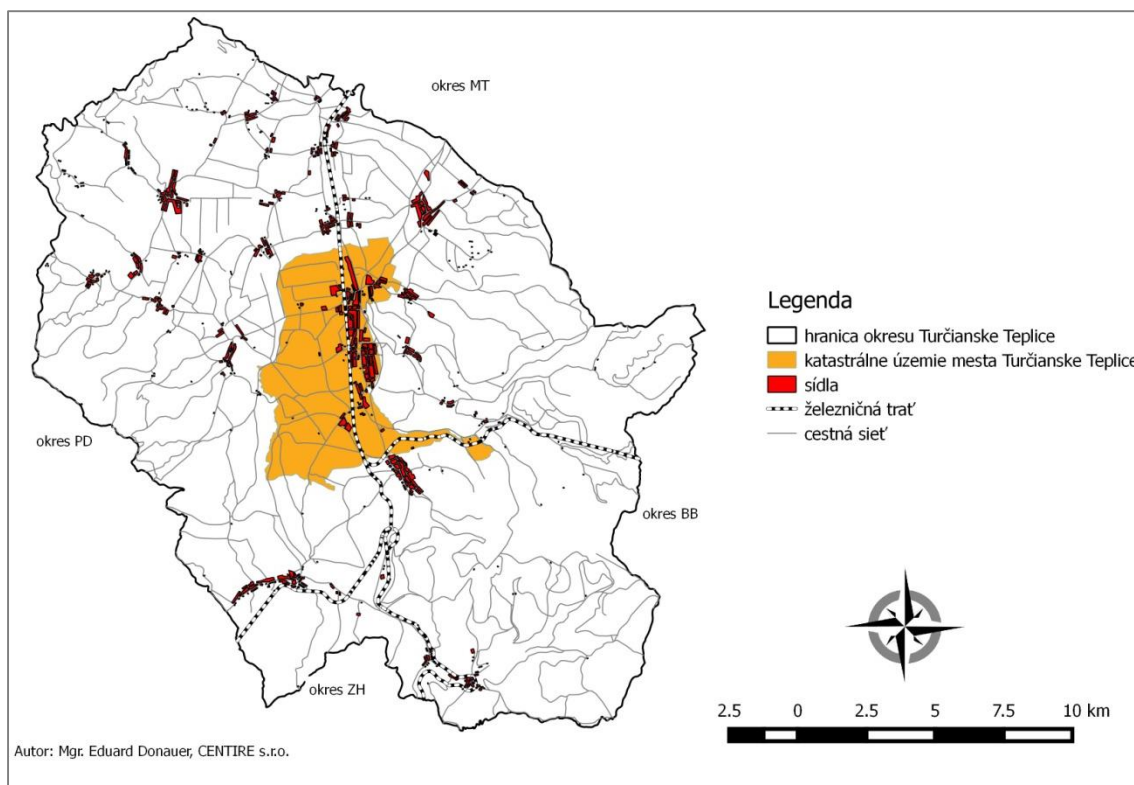 okres MT
okres PD
okres BB
okres ZH
Legenda
hranica okresu Turčianske Teplice
katastrálne územie mesta Turčianske Teplice
sídla
železničná trať
cestná sieť
2.5 0 2.5 5 7.5 10 km
Autor: Mgr. Eduard Donauer, CENTIRE s.r.o.